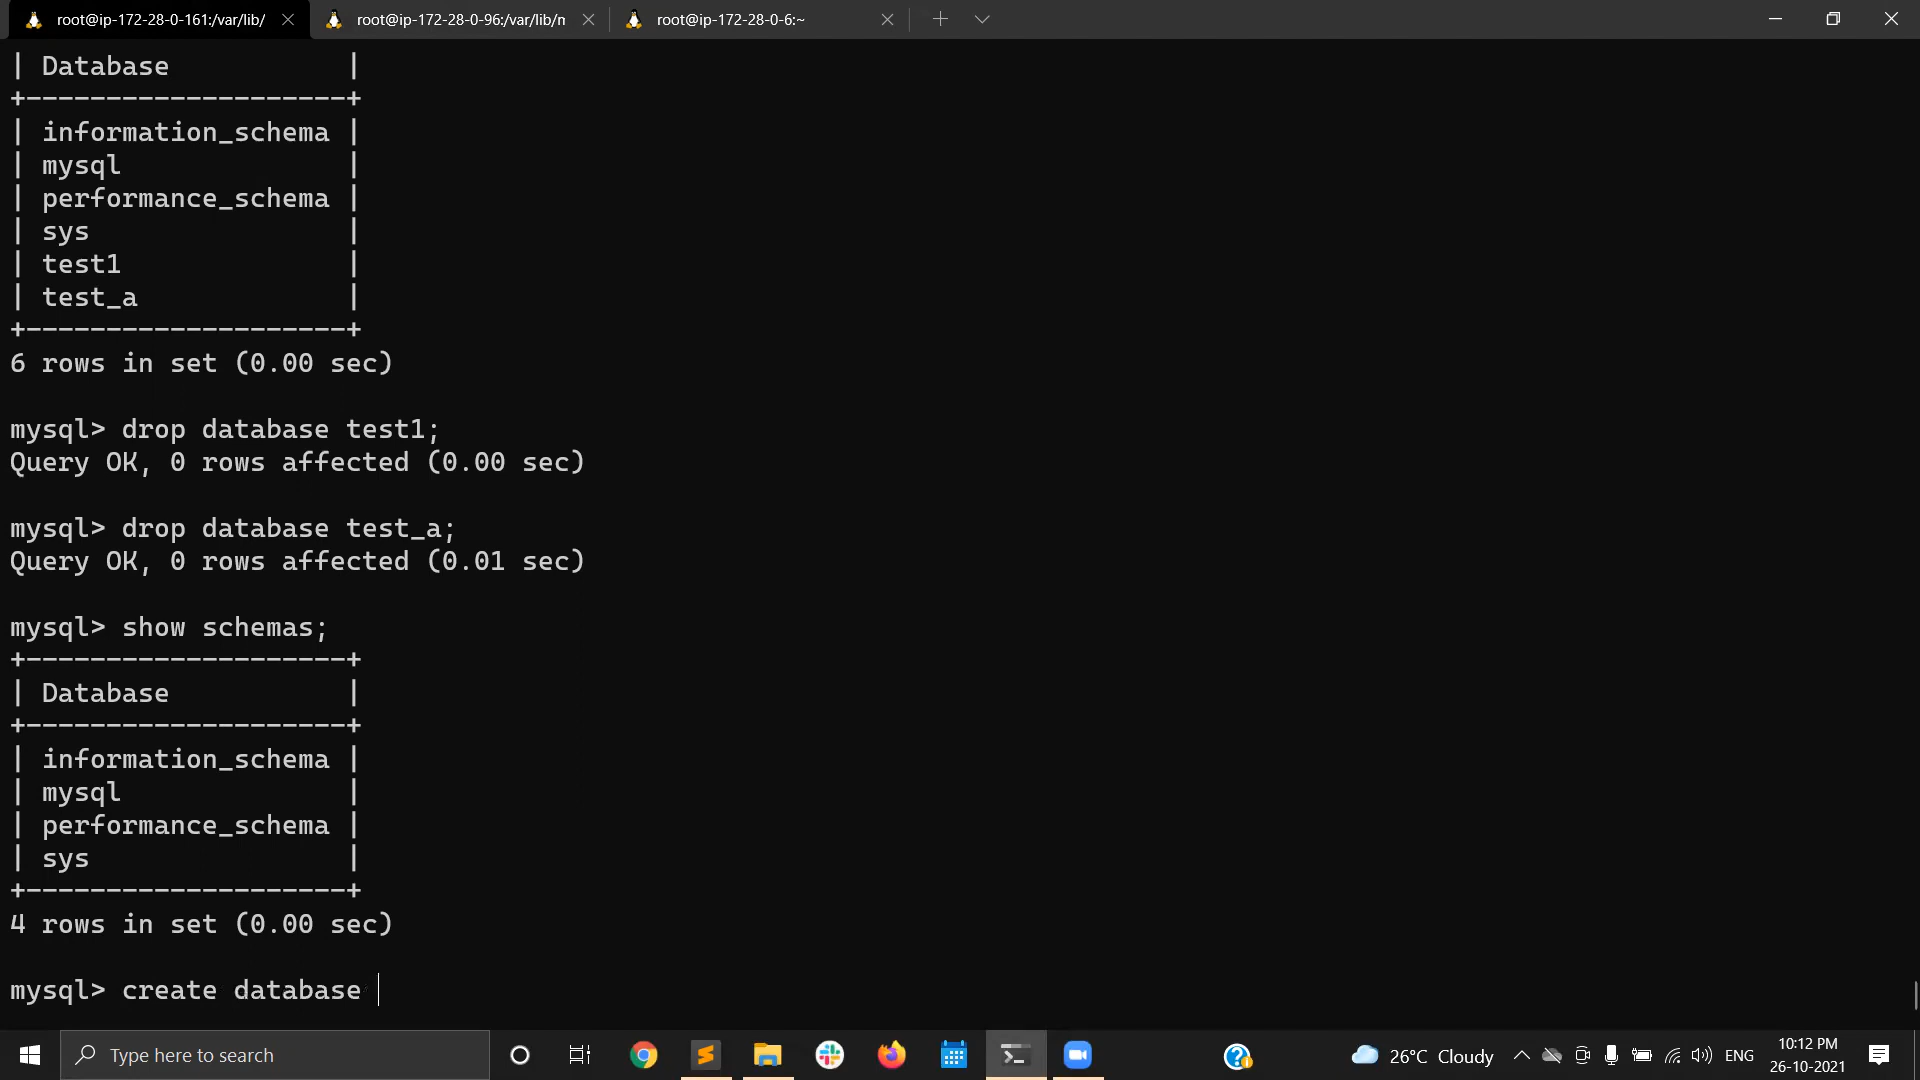 root@ip-172-28-0-161:/var/lib/
root@ip-172-28-0-96:/var/lib/n
root@ip-172-28-0-6:~
| Database           |
+--------------------+
| information_schema |
| mysql              |
| performance_schema |
| sys                |
| test1              |
| test_a             |
+--------------------+
6 rows in set (0.00 sec)
mysql> drop database test1;
Query OK, 0 rows affected (0.00 sec)
mysql> drop database test_a;
Query OK, 0 rows affected (0.01 sec)
mysql> show schemas;
+--------------------+
| Database           |
+--------------------+
| information_schema |
| mysql              |
| performance_schema |
| sys                |
+--------------------+
4 rows in set (0.00 sec)
mysql> create database
Type here to search
26°C Cloudy
ENG
10:12 PM
26-10-2021